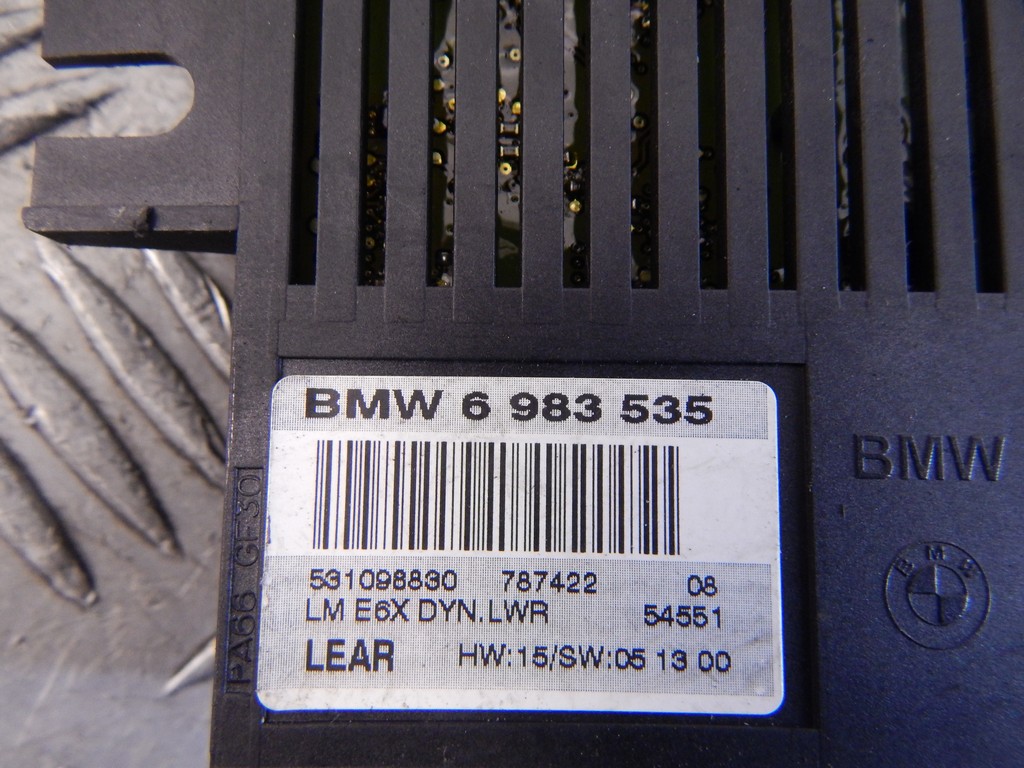 BMW 6 983 535
531098830 787422 08
LM E6X DYN.LWR 54551
LEAR HW:15/SW:05 13 00
PA66 GF30
BMW
BMW